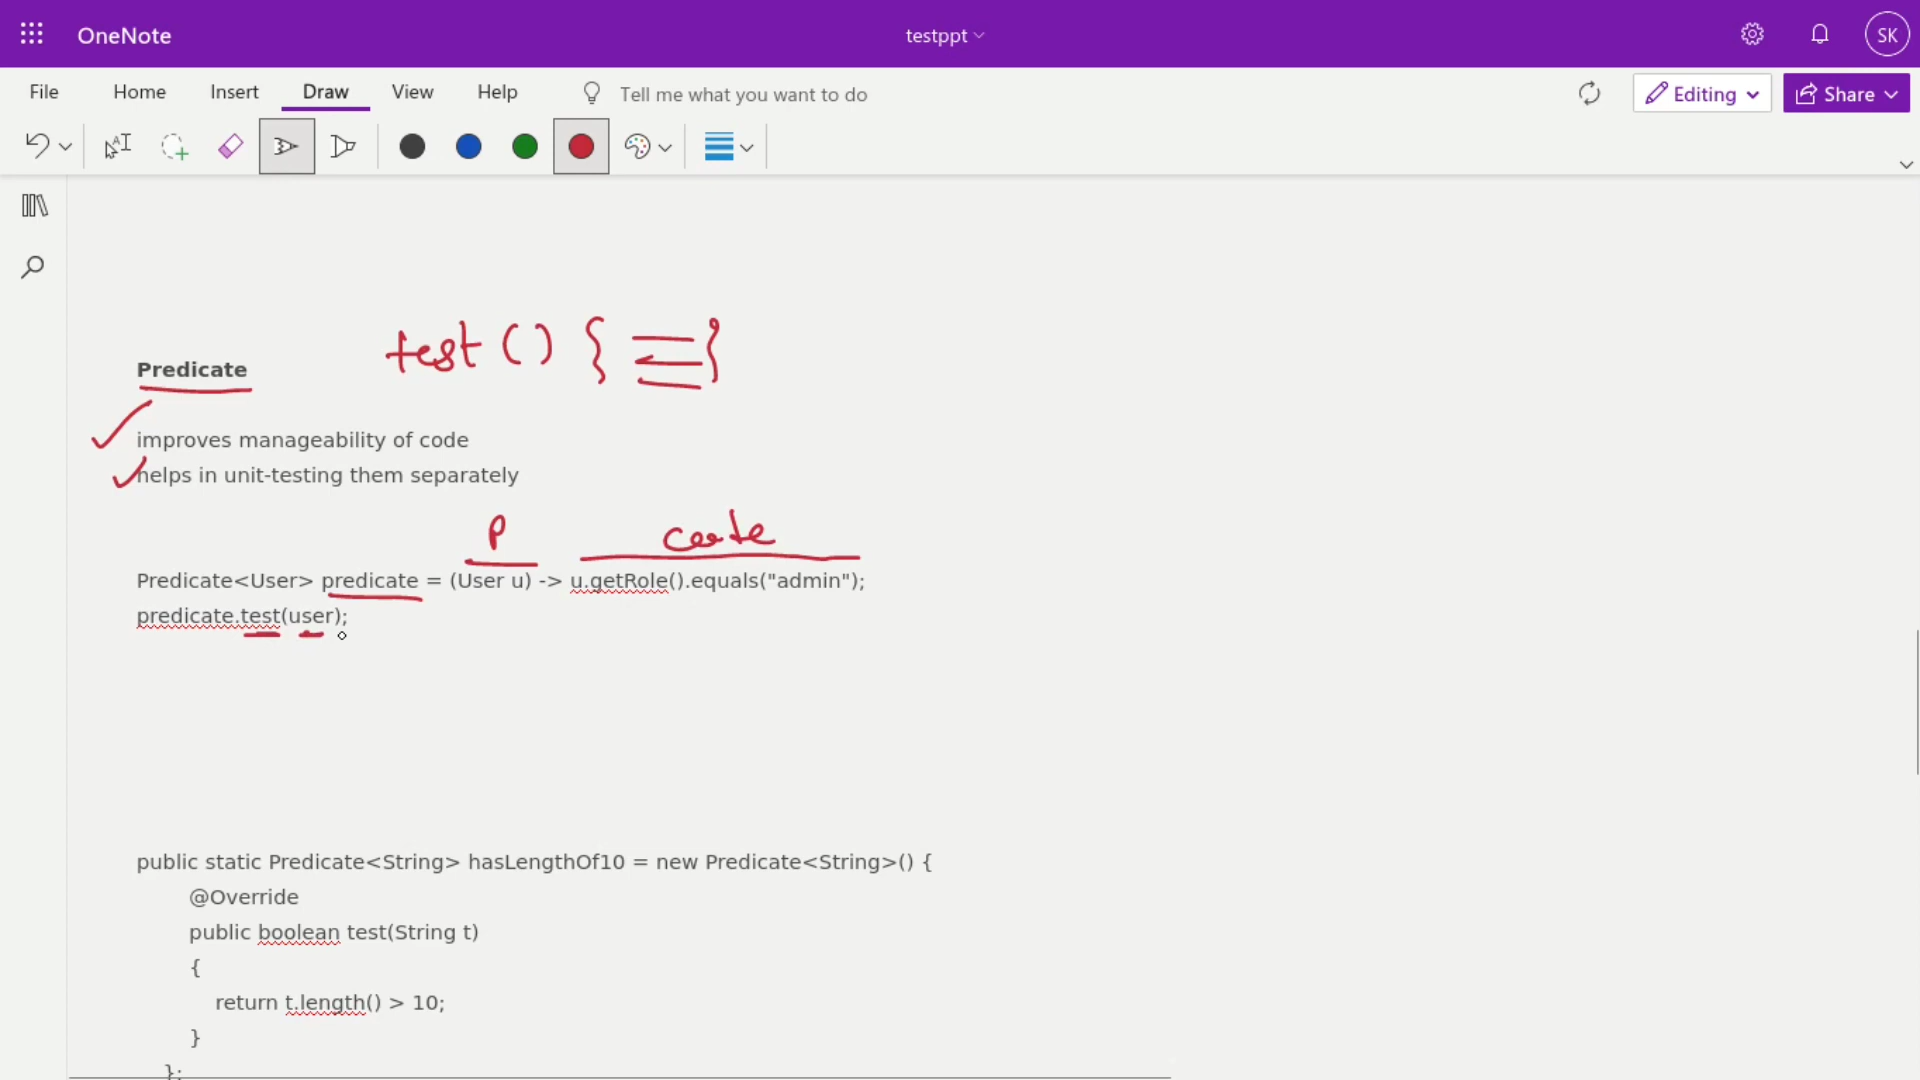 OneNote
testppt
SK
File Home Insert Draw View Help Tell me what you want to do Editing Share
test () { }
Predicate
improves manageability of code
helps in unit-testing them separately
P
Predicate<User> predicate = (User u) -> u.getRole().equals("admin");
predicate.test(user);
public static Predicate<String> hasLengthOf10 = new Predicate<String>() {
@Override
public boolean test(String t)
{
return t.length() > 10;
}
};